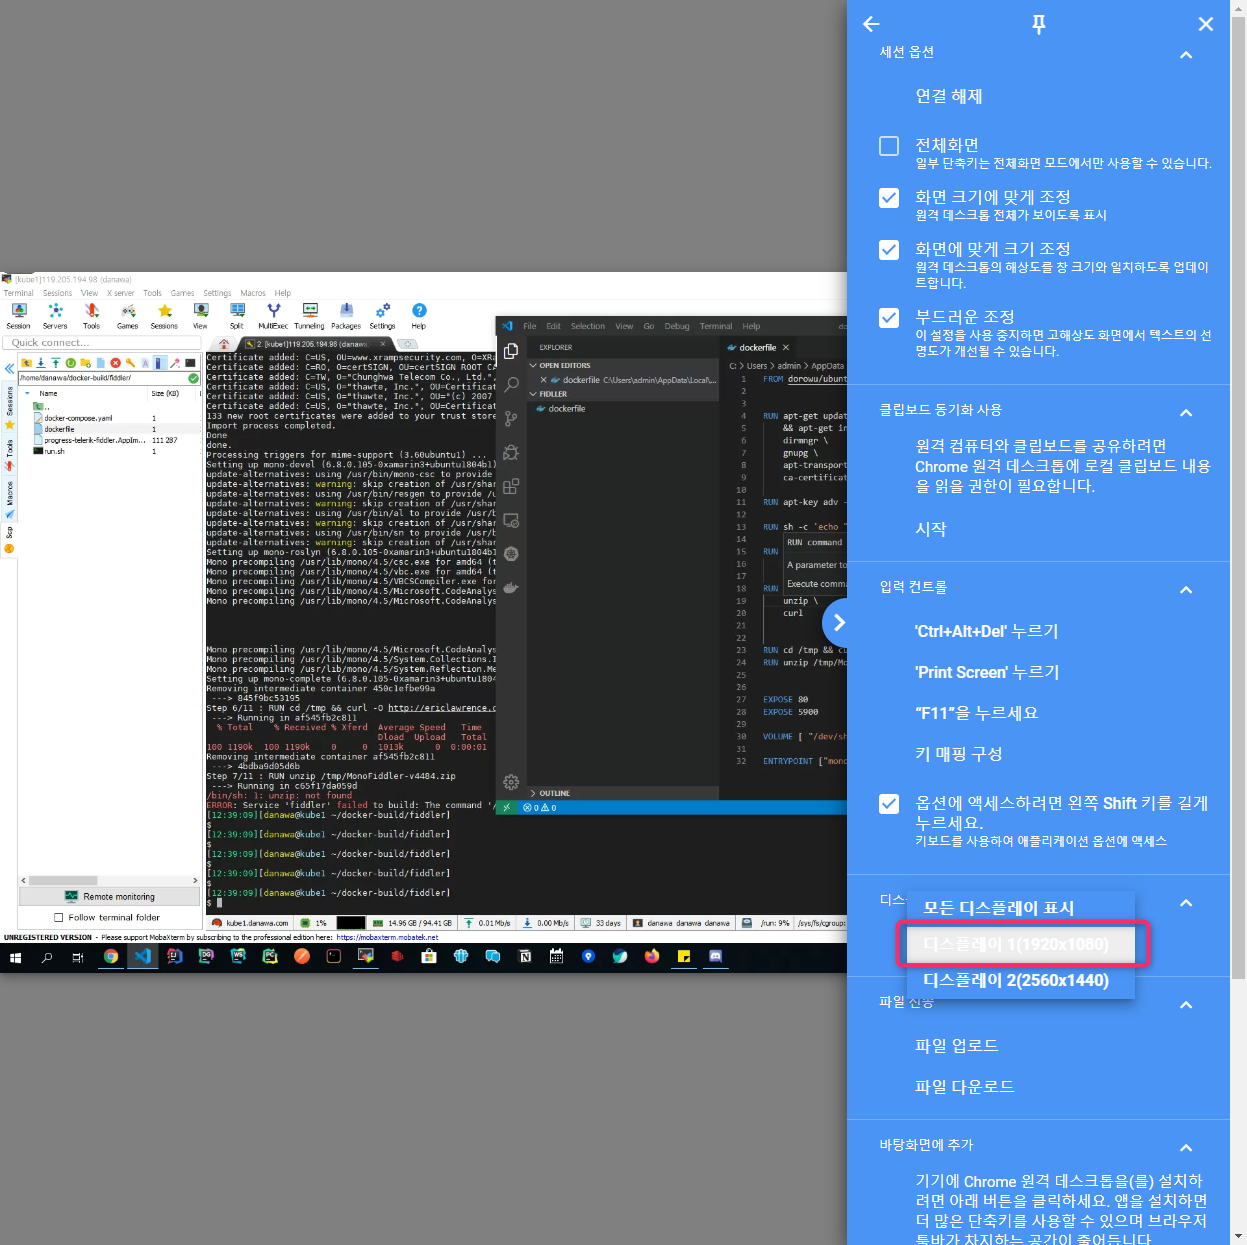 [kube1]119.205.194.98 (danawa)
Terminal Sessions View X server Tools Games Settings Macros Help
Session Servers Tools Games Sessions View Split MultiExec Tunneling Packages Settings Help
Quick connect...
2. [kube1]119.205.194.98 (danawa)
/home/danawa/docker-build/fiddler/
Name Size (KB)
..
docker-compose.yaml 1
dockerfile 1
progress-telerik-fiddler.AppIm... 111 287
run.sh 1
Sessions
Tools
Macros
Scp
Remote monitoring
Follow terminal folder
Certificate added: C=US, OU=www.xrampsecurity.com, O=XRa
Certificate added: C=RO, O=certSIGN, OU=certSIGN ROOT CA
Certificate added: C=TW, O="Chunghwa Telecom Co., Ltd.",
Certificate added: C=US, O="thawte, Inc.", OU=Certificat
Certificate added: C=US, O="thawte, Inc.", OU="(c) 2007
Certificate added: C=US, O="thawte, Inc.", OU=Certificat
133 new root certificates were added to your trust store
Import process completed.
Done
done.
Processing triggers for mime-support (3.60ubuntu1) ...
Setting up mono-devel (6.8.0.105-0xamarin3+ubuntu1804b1)
update-alternatives: using /usr/bin/mono-csc to provide
update-alternatives: warning: skip creation of /usr/shar
update-alternatives: using /usr/bin/resgen to provide /u
update-alternatives: warning: skip creation of /usr/shar
update-alternatives: using /usr/bin/al to provide /usr/b
update-alternatives: warning: skip creation of /usr/shar
update-alternatives: using /usr/bin/sn to provide /usr/b
update-alternatives: warning: skip creation of /usr/shar
Setting up mono-roslyn (6.8.0.105-0xamarin3+ubuntu1804b1
Mono precompiling /usr/lib/mono/4.5/csc.exe for amd64 (t
Mono precompiling /usr/lib/mono/4.5/vbc.exe for amd64 (t
Mono precompiling /usr/lib/mono/4.5/VBCSCompiler.exe for
Mono precompiling /usr/lib/mono/4.5/Microsoft.CodeAnalys
Mono precompiling /usr/lib/mono/4.5/Microsoft.CodeAnalys
Mono precompiling /usr/lib/mono/4.5/Microsoft.CodeAnalys
Mono precompiling /usr/lib/mono/4.5/System.Collections.I
Mono precompiling /usr/lib/mono/4.5/System.Reflection.Me
Setting up mono-complete (6.8.0.105-0xamarin3+ubuntu1804
Removing intermediate container 450c1efbe99a
---> 845f9bc53195
Step 6/11 : RUN cd /tmp && curl -O http://ericlawrence.c
---> Running in af545fb2c811
% Total % Received % Xferd Average Speed Time
Dload Upload Total
100 1190k 100 1190k 0 0 1013k 0 0:00:01
Removing intermediate container af545fb2c811
---> 4bdba9d05d6b
Step 7/11 : RUN unzip /tmp/MonoFiddler-v4484.zip
---> Running in c65f17da059d
/bin/sh: 1: unzip: not found
ERROR: Service 'fiddler' failed to build: The command '/
[12:39:09][danawa@kube1 ~/docker-build/fiddler]
$
[12:39:09][danawa@kube1 ~/docker-build/fiddler]
$
[12:39:09][danawa@kube1 ~/docker-build/fiddler]
$
[12:39:09][danawa@kube1 ~/docker-build/fiddler]
$
[12:39:09][danawa@kube1 ~/docker-build/fiddler]
$
kube1.danawa.com 1% 14.96 GB / 94.41 GB 0.01 Mb/s 0.00 Mb/s 33 days danawa danawa danawa /run: 9% /sys/fs/cgroup:
UNREGISTERED VERSION - Please support MobaXterm by subscribing to the professional edition here: https://mobaxterm.mobatek.net
File Edit Selection View Go Debug Terminal Help do
EXPLORER
OPEN EDITORS
dockerfile C:\Users\admin\AppData\Local\...
FIDLLER
dockerfile
OUTLINE
0 0
dockerfile
C: > Users > admin > AppData
1 FROM dorowu/ubunt
2
3
4 RUN apt-get updat
5 && apt-get in
6 dirmngr \
7 gnupg \
8 apt-transport
9 ca-certificat
10
11 RUN apt-key adv -
12
13 RUN sh -c 'echo "
14 RUN command
15 RUN
16 A parameter to
17 Execute comma
18 RUN
19 unzip \
20 curl
21
22
23 RUN cd /tmp && cu
24 RUN unzip /tmp/Mo
25
26
27 EXPOSE 80
28 EXPOSE 5900
29
30 VOLUME [ "/dev/sh
31
32 ENTRYPOINT ["mono
세션 옵션
연결 해제
전체화면
일부 단축키는 전체화면 모드에서만 사용할 수 있습니다.
화면 크기에 맞게 조정
원격 데스크톱 전체가 보이도록 표시
화면에 맞게 크기 조정
원격 데스크톱의 해상도를 창 크기와 일치하도록 업데이
트합니다.
부드러운 조정
이 설정을 사용 중지하면 고해상도 화면에서 텍스트의 선
명도가 개선될 수 있습니다.
클립보드 동기화 사용
원격 컴퓨터와 클립보드를 공유하려면
Chrome 원격 데스크톱에 로컬 클립보드 내용
을 읽을 권한이 필요합니다.
시작
입력 컨트롤
'Ctrl+Alt+Del' 누르기
'Print Screen' 누르기
“F11”을 누르세요
키 매핑 구성
옵션에 액세스하려면 왼쪽 Shift 키를 길게
누르세요.
키보드를 사용하여 애플리케이션 옵션에 액세스
디스
모든 디스플레이 표시
디스플레이 1(1920x1080)
디스플레이 2(2560x1440)
파일 전송
파일 업로드
파일 다운로드
바탕화면에 추가
기기에 Chrome 원격 데스크톱을(를) 설치하
려면 아래 버튼을 클릭하세요. 앱을 설치하면
더 많은 단축키를 사용할 수 있으며 브라우저
툴바가 차지하는 공간이 줄어듭니다